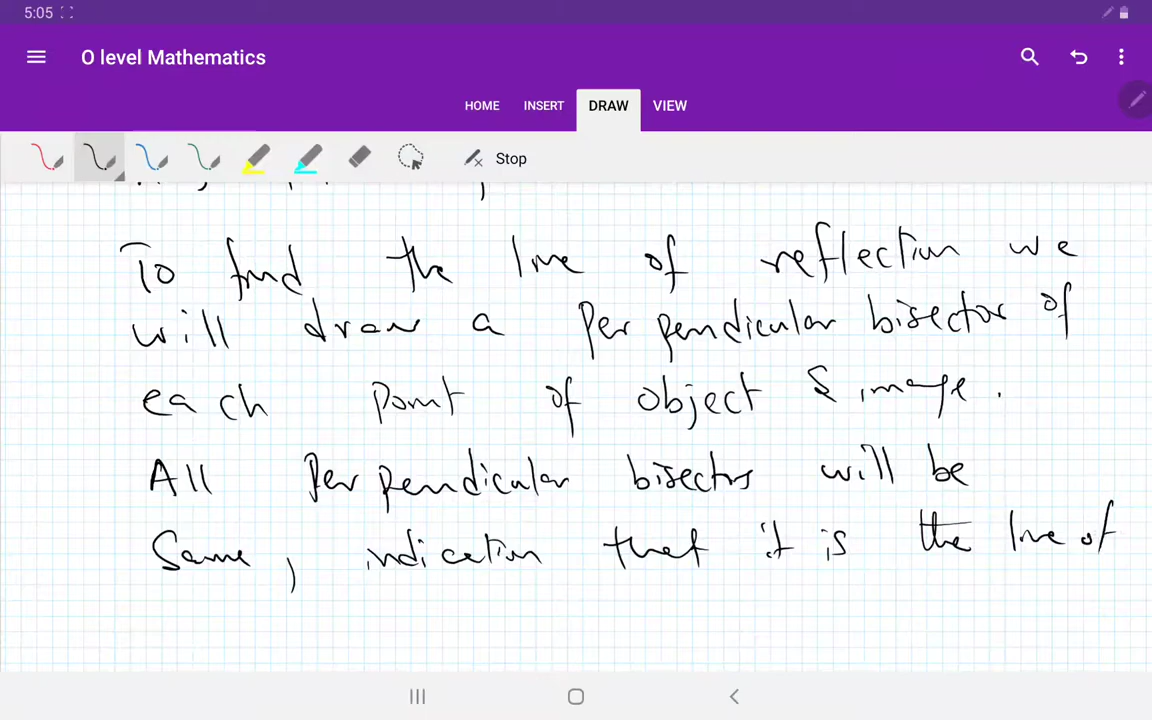 5:05
O level Mathematics
HOME INSERT DRAW VIEW
Stop
To find the line of reflection we
will draw a perpendicular bisector of
each point of object & image.
All perpendicular bisectors will be
Same, indication that it is the line of